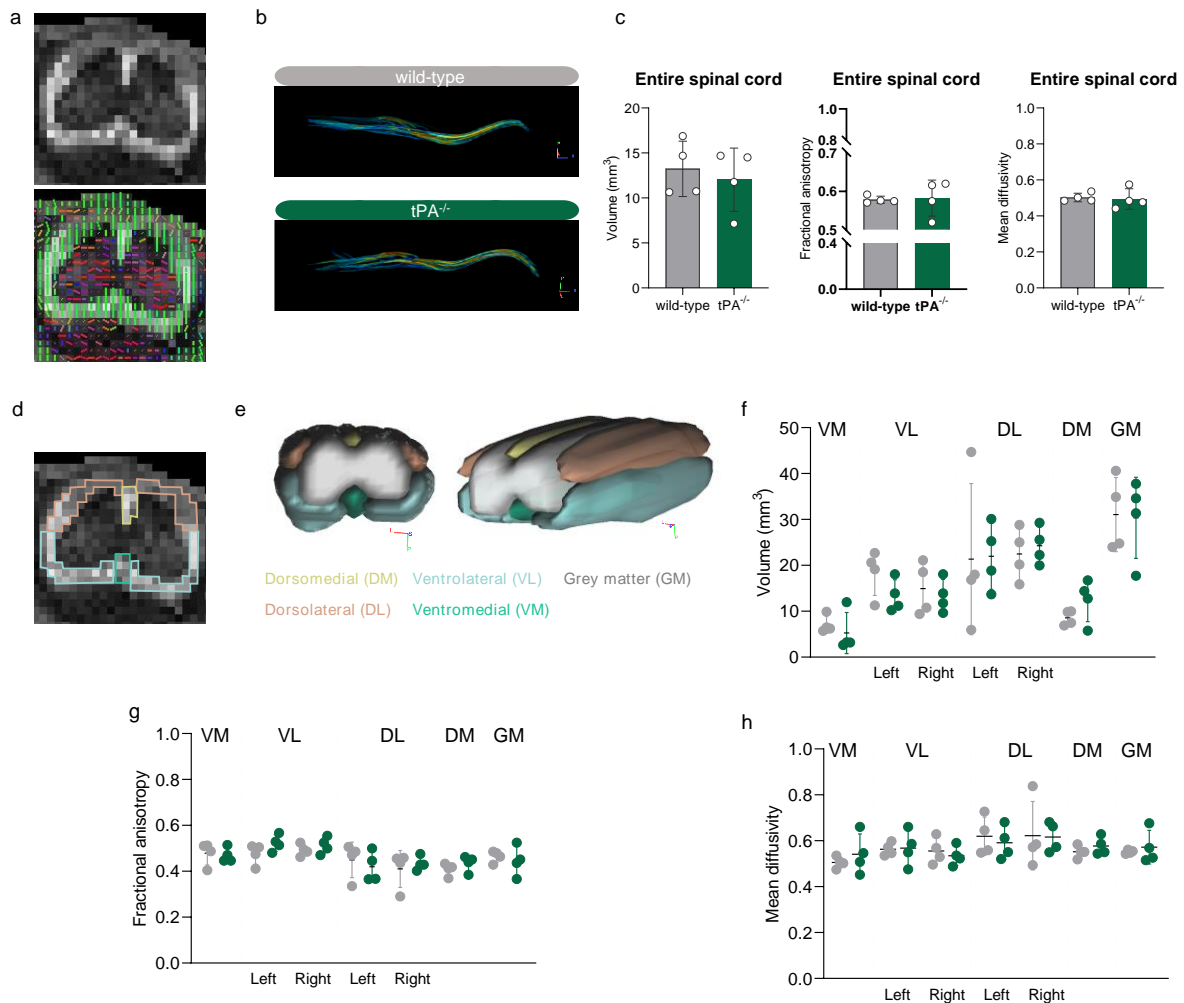 a
b
wild-type
tPA-/-
c
Entire spinal cord
Volume (mm3)
20
15
10
5
0
wild-type tPA-/-
Entire spinal cord
Fractional anisotropy
1.0
0.8
0.7
0.6
0.5
0.4
0.0
wild-type tPA-/-
Entire spinal cord
Mean diffusivity
1.0
0.8
0.6
0.4
0.2
0.0
wild-type tPA-/-
d
e
Dorsomedial (DM) Ventrolateral (VL) Grey matter (GM)
Dorsolateral (DL) Ventromedial (VM)
f
VM VL DL DM GM
Volume (mm3)
50
40
30
20
10
0
Left Right Left Right
g
VM VL DL DM GM
Fractional anisotropy
1.0
0.8
0.6
0.4
0.2
0.0
Left Right Left Right
h
VM VL DL DM GM
Mean diffusivity
1.0
0.8
0.6
0.4
0.2
0.0
Left Right Left Right